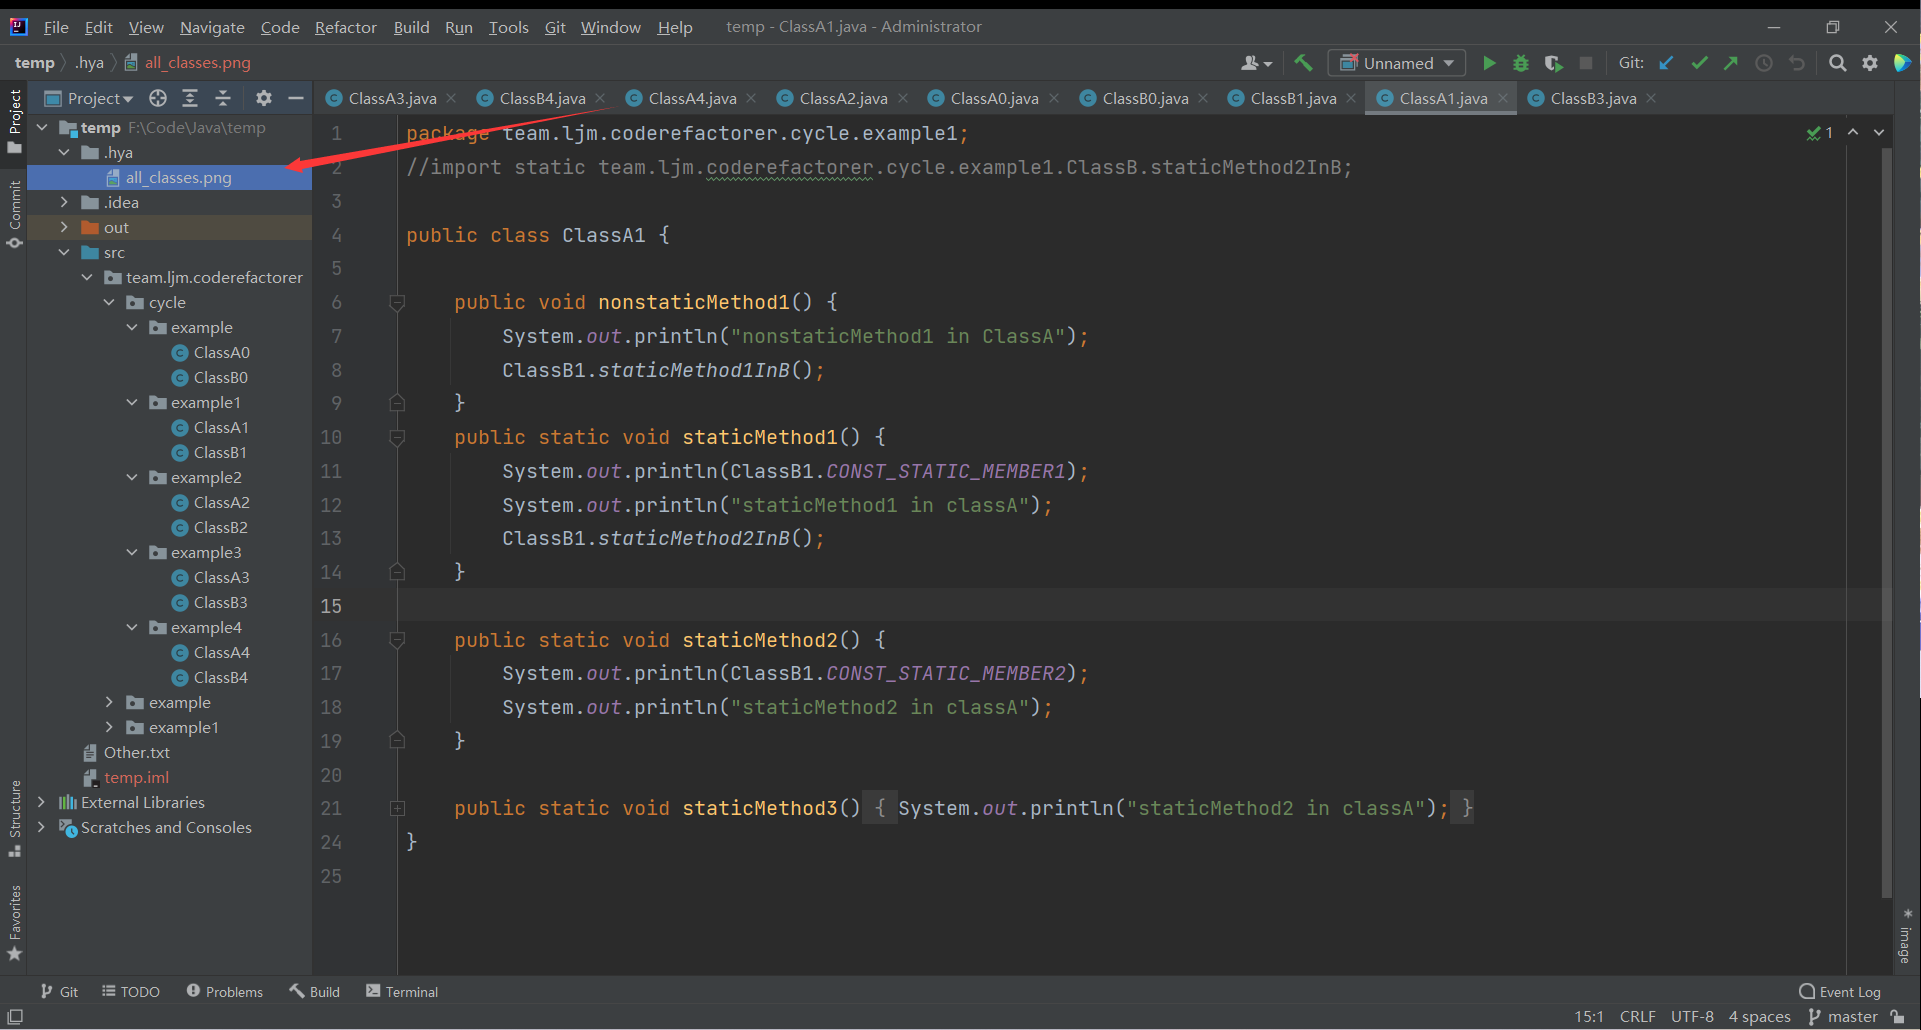 File Edit View Navigate Code Refactor Build Run Tools Git Window Help temp - ClassA1.java - Administrator
temp .hya all_classes.png Unnamed Git:
Project ClassA3.java ClassB4.java ClassA4.java ClassA2.java ClassA0.java ClassB0.java ClassB1.java ClassA1.java ClassB3.java
Project
Commit
Structure
Favorites
temp F:\Code\Java\temp
.hya
all_classes.png
.idea
out
src
team.ljm.coderefactorer
cycle
example
ClassA0
ClassB0
example1
ClassA1
ClassB1
example2
ClassA2
ClassB2
example3
ClassA3
ClassB3
example4
ClassA4
ClassB4
example
example1
Other.txt
temp.iml
External Libraries
Scratches and Consoles
1 package team.ljm.coderefactorer.cycle.example1;
2 //import static team.ljm.coderefactorer.cycle.example1.ClassB.staticMethod2InB;
3
4 public class ClassA1 {
5
6 public void nonstaticMethod1() {
7 System.out.println("nonstaticMethod1 in ClassA");
8 ClassB1.staticMethod1InB();
9 }
10 public static void staticMethod1() {
11 System.out.println(ClassB1.CONST_STATIC_MEMBER1);
12 System.out.println("staticMethod1 in classA");
13 ClassB1.staticMethod2InB();
14 }
15
16 public static void staticMethod2() {
17 System.out.println(ClassB1.CONST_STATIC_MEMBER2);
18 System.out.println("staticMethod2 in classA");
19 }
20
21 public static void staticMethod3() { System.out.println("staticMethod2 in classA"); }
24 }
25
1
image
Git TODO Problems Build Terminal Event Log
15:1 CRLF UTF-8 4 spaces master